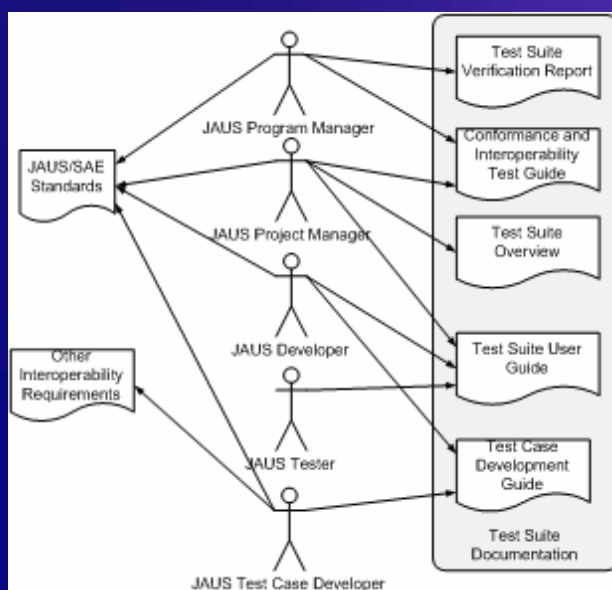 Test Suite
Verification Report
JAUS Program Manager
Conformance and
Interoperability
Test Guide
JAUS/SAE
Standards
JAUS Project Manager
Test Suite
Overview
JAUS Developer
Other
Interoperability
Requirements
Test Suite User
Guide
JAUS Tester
Test Case
Development
Guide
Test Suite
Documentation
JAUS Test Case Developer